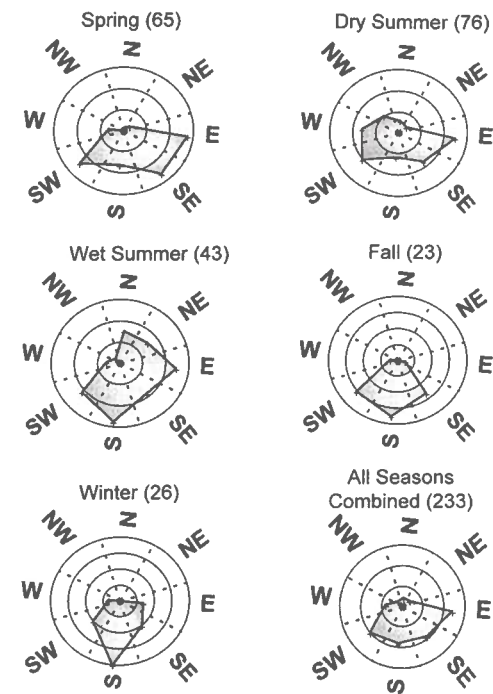 Spring (65)
N
NE
E
SE
S
SW
W
NW
Dry Summer (76)
N
NE
E
SE
S
SW
W
NW
Wet Summer (43)
N
NE
E
SE
S
SW
W
NW
Fall (23)
N
NE
E
SE
S
SW
W
NW
Winter (26)
N
NE
E
SE
S
SW
W
NW
All Seasons
Combined (233)
N
NE
E
SE
S
SW
W
NW